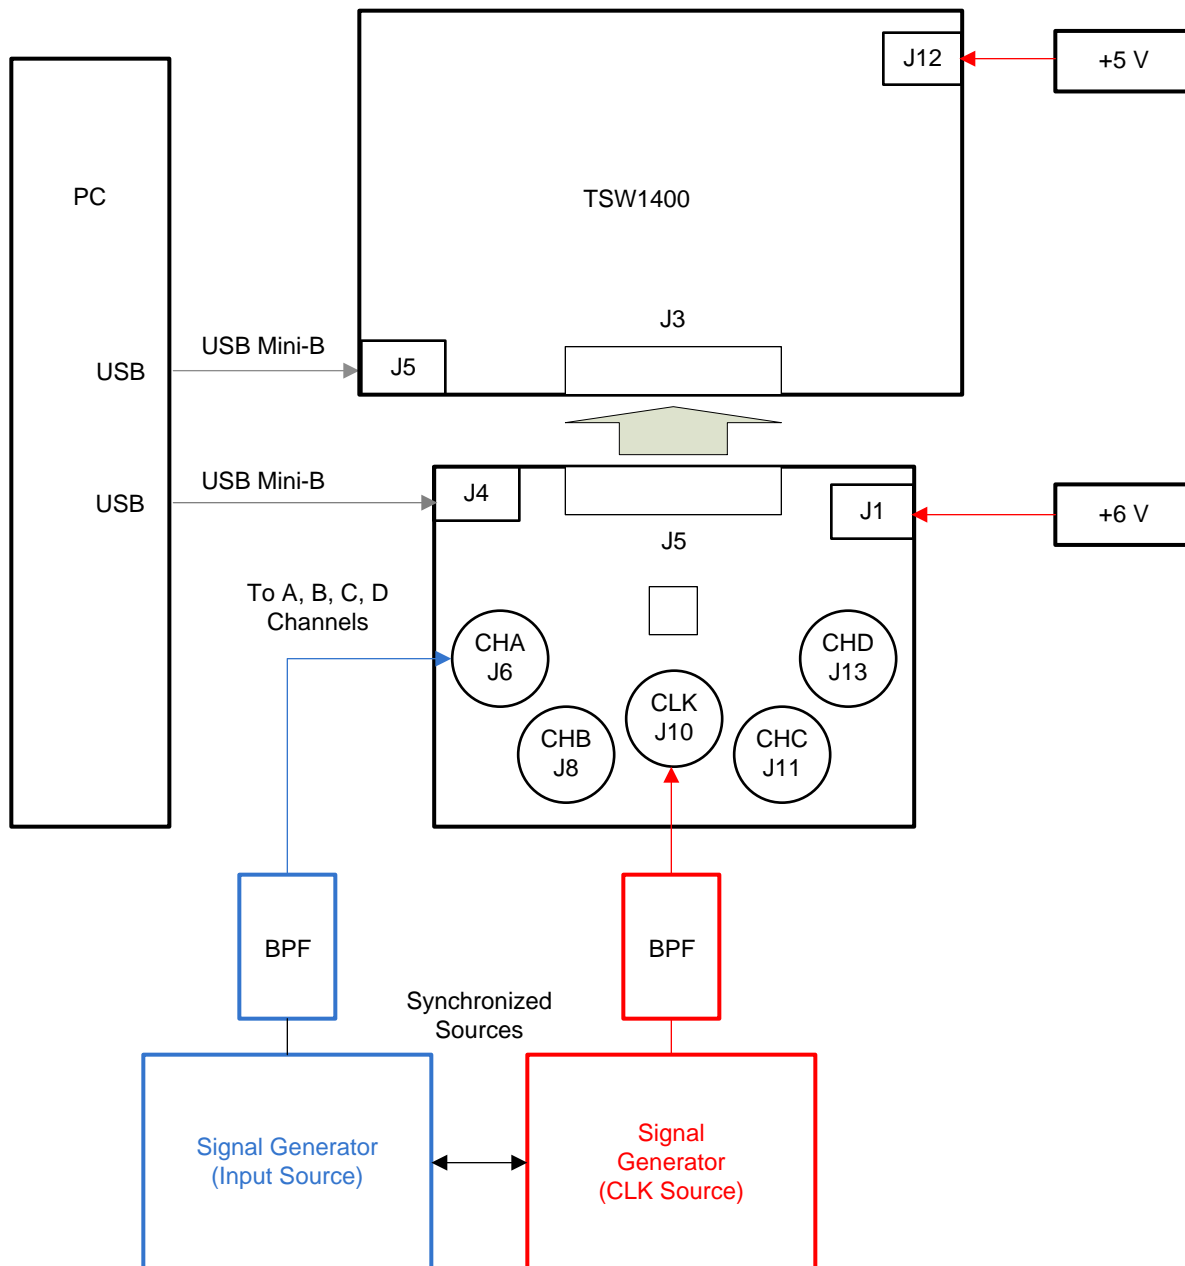 J12
+5 V
PC
TSW1400
J3
USB Mini-B
J5
USB
USB Mini-B
J4
USB
J1
+6 V
J5
To A, B, C, D
Channels
CHA
J6
CHD
J13
CLK
J10
CHB
J8
CHC
J11
BPF
BPF
Synchronized
Sources
Signal Generator
(Input Source)
Signal
Generator
(CLK Source)